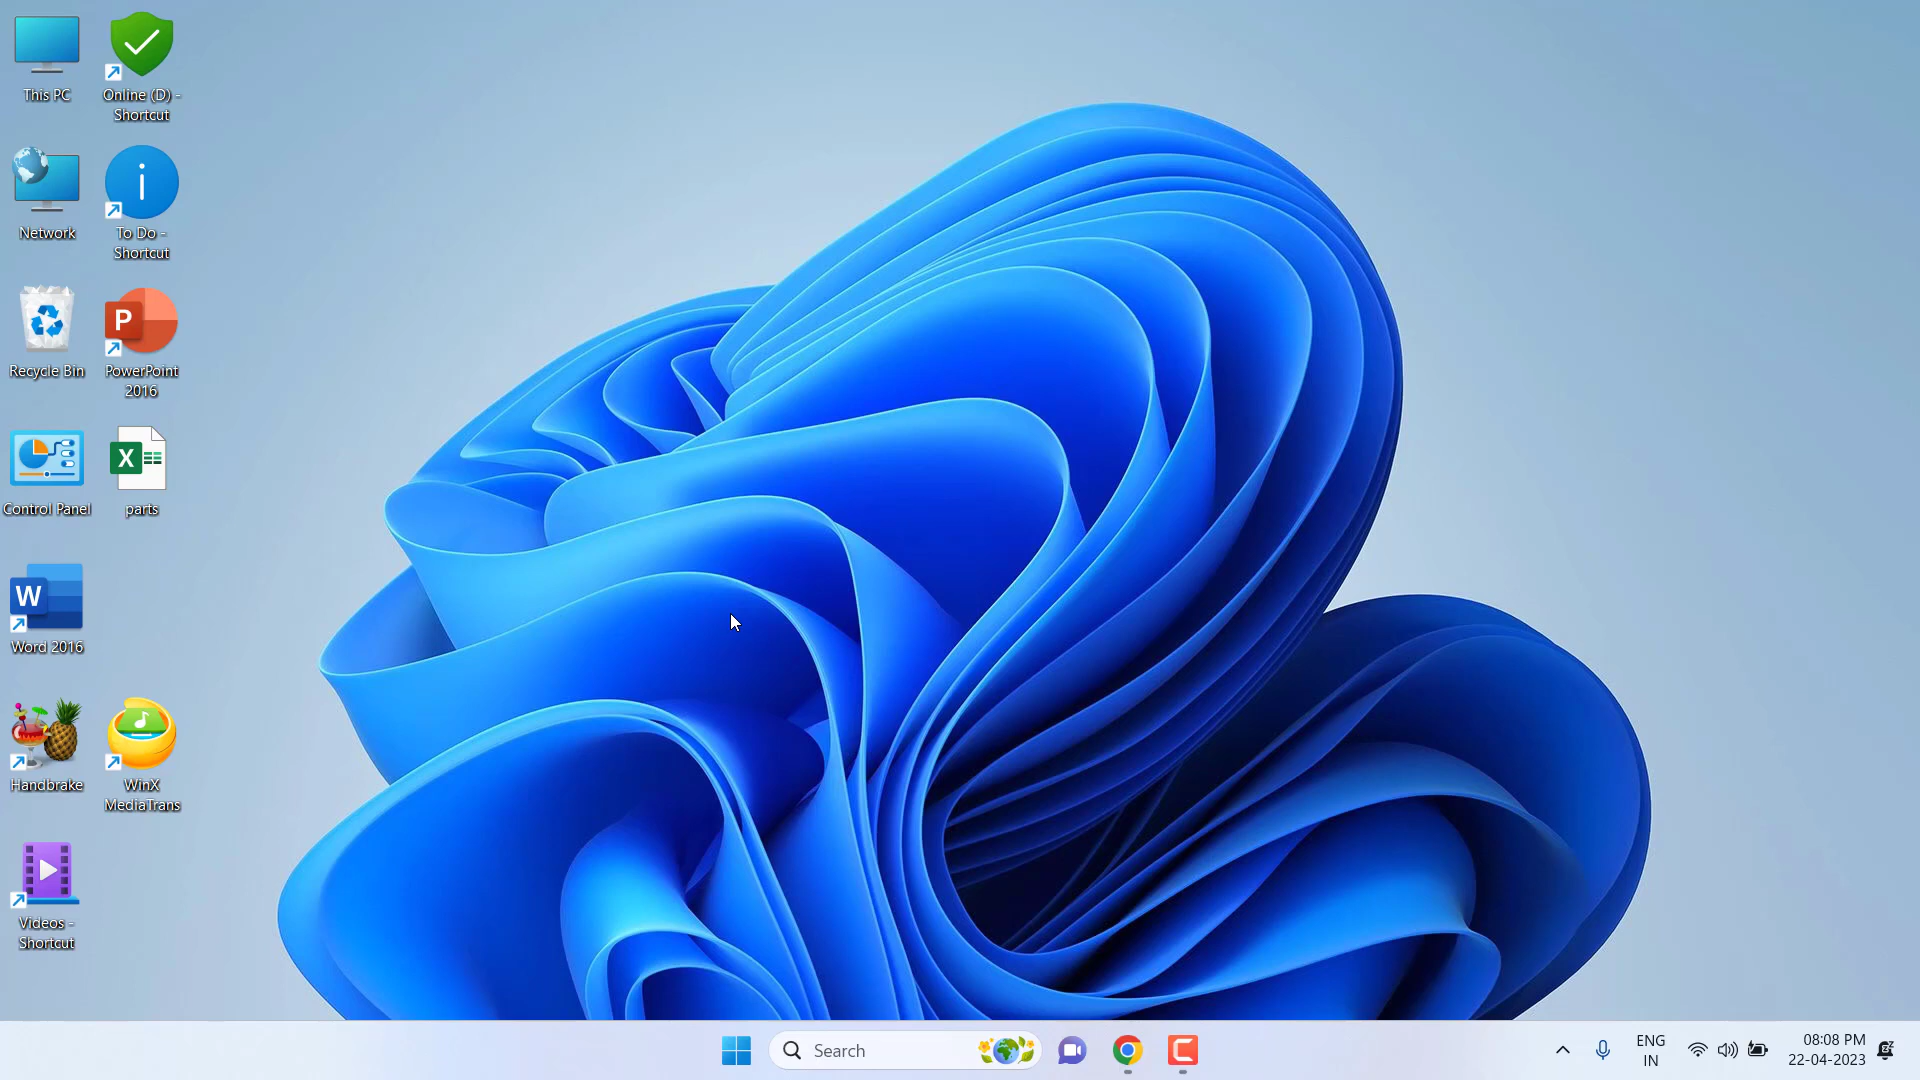 This PC
Online (D) -
Shortcut
Network
To Do -
Shortcut
Recycle Bin
P
PowerPoint
2016
Control Panel
X
parts
W
Word 2016
Handbrake
WinX
MediaTrans
Videos -
Shortcut
Search
ENG
IN
08:08 PM
22-04-2023